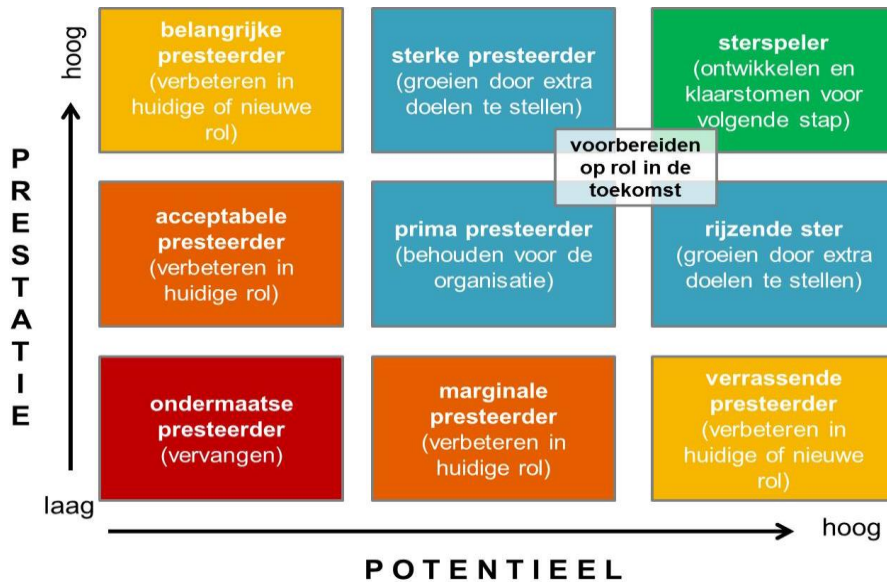 hoog
PRESTATIE
laag
belangrijke
presteerder
(verbeteren in
huidige of nieuwe
rol)
sterke presteerder
(groeien door extra
doelen te stellen)
sterspeler
(ontwikkelen en
klaarstomen voor
volgende stap)
voorbereiden
op rol in de
toekomst
acceptabele
presteerder
(verbeteren in
huidige rol)
prima presteerder
(behouden voor de
organisatie)
rijzende ster
(groeien door extra
doelen te stellen)
ondermaatse
presteerder
(vervangen)
marginale
presteerder
(verbeteren in
huidige rol)
verrassende
presteerder
(verbeteren in
huidige of nieuwe
rol)
hoog
POTENTIEEL